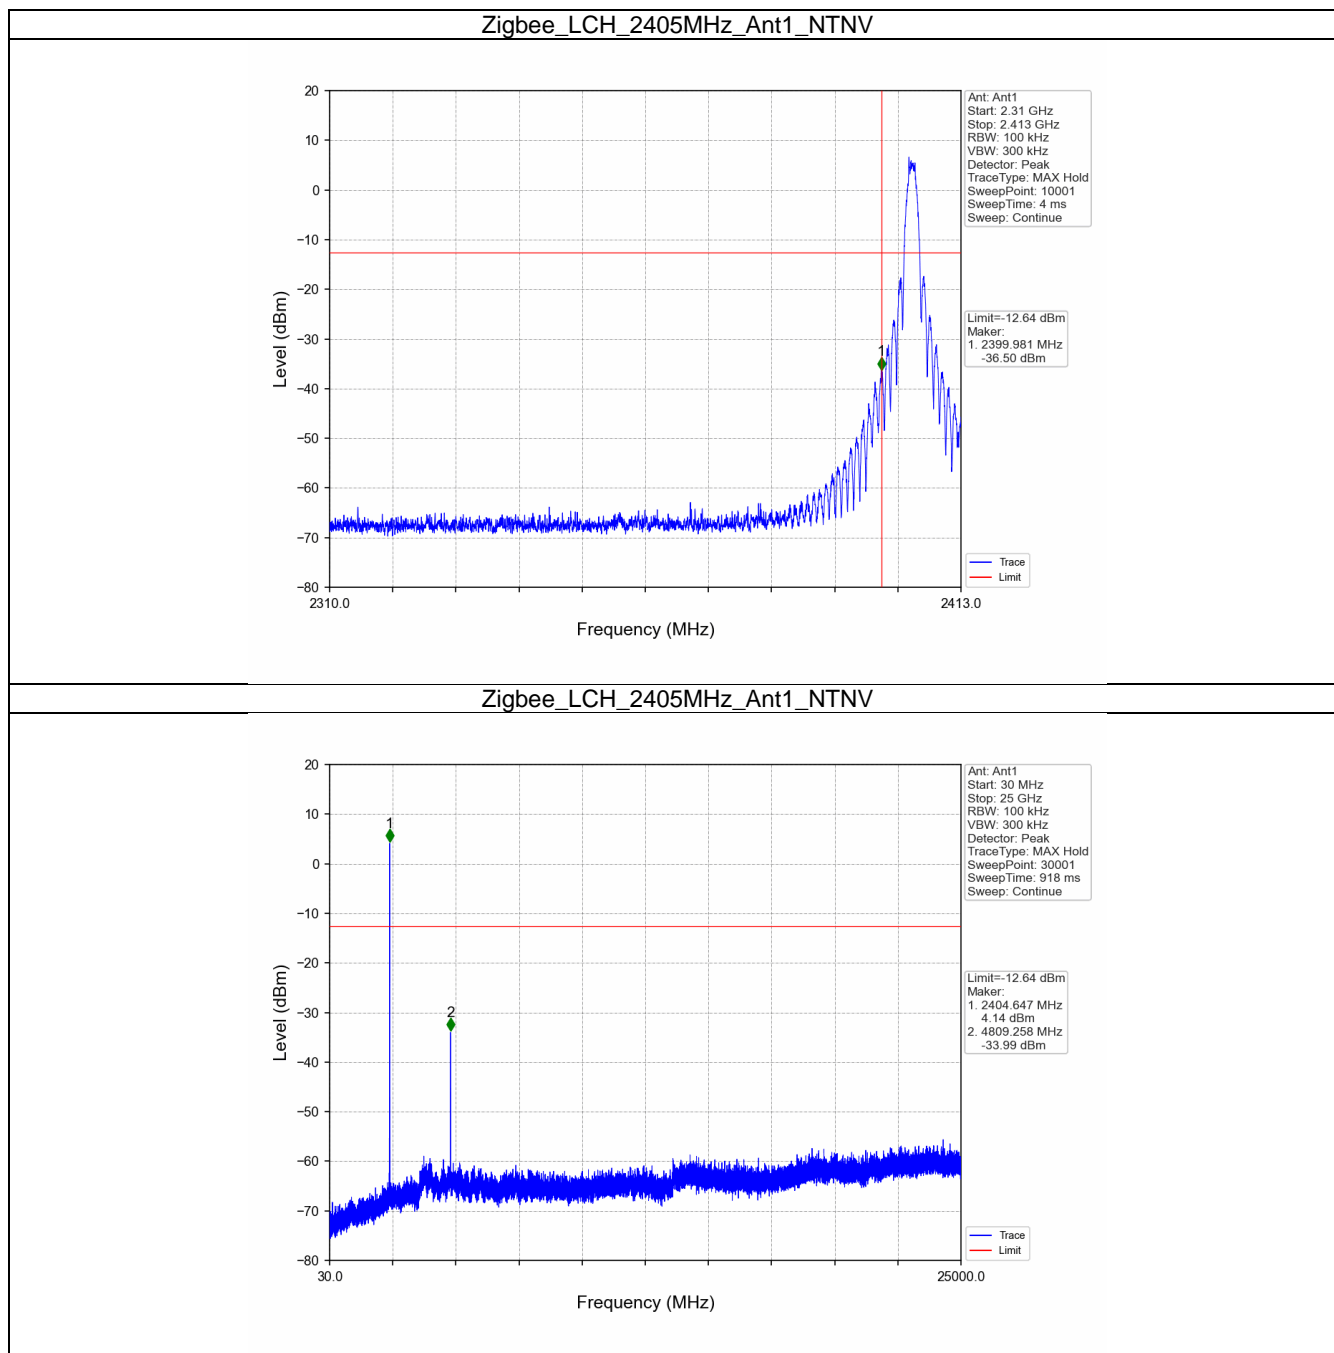 Zigbee_LCH_2405MHz_Ant1_NTNV
20
10
0
−10
−20
−30
−40
−50
−60
−70
−80
Level (dBm)
1
2310.0
2413.0
Frequency (MHz)
Ant: Ant1
Start: 2.31 GHz
Stop: 2.413 GHz
RBW: 100 kHz
VBW: 300 kHz
Detector: Peak
TraceType: MAX Hold
SweepPoint: 10001
SweepTime: 4 ms
Sweep: Continue
Limit=-12.64 dBm
Maker:
1. 2399.981 MHz
-36.50 dBm
Trace
Limit
Zigbee_LCH_2405MHz_Ant1_NTNV
20
10
0
−10
−20
−30
−40
−50
−60
−70
−80
Level (dBm)
1
2
30.0
25000.0
Frequency (MHz)
Ant: Ant1
Start: 30 MHz
Stop: 25 GHz
RBW: 100 kHz
VBW: 300 kHz
Detector: Peak
TraceType: MAX Hold
SweepPoint: 30001
SweepTime: 918 ms
Sweep: Continue
Limit=-12.64 dBm
Maker:
1. 2404.647 MHz
4.14 dBm
2. 4809.258 MHz
-33.99 dBm
Trace
Limit